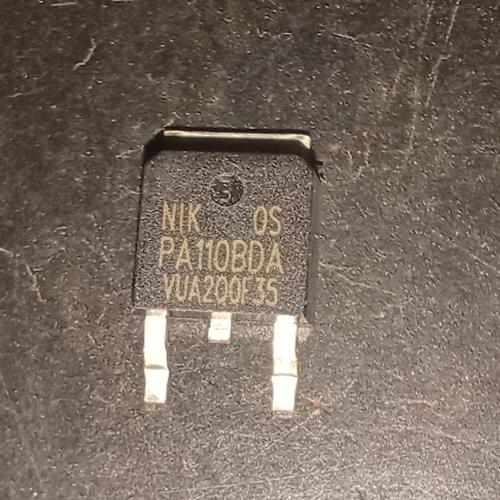 NIK OS
PA110BDA
VUA200F35